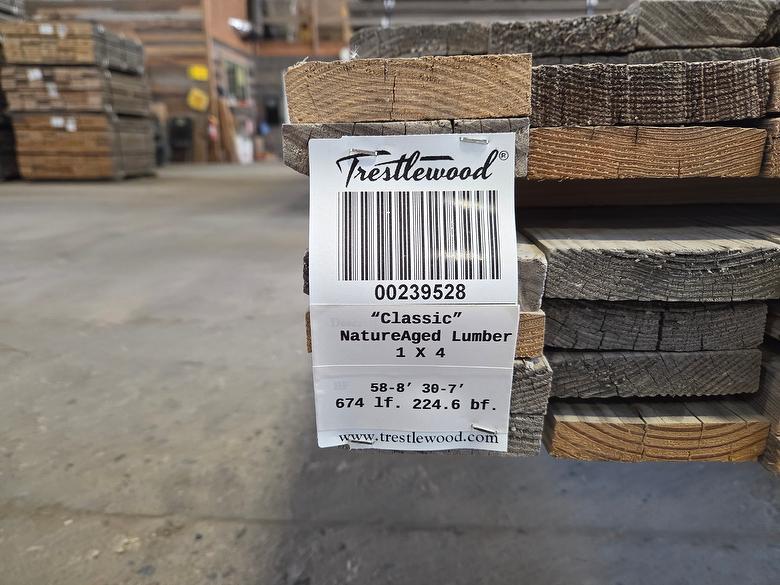 Trestlewood®
00239528
“Classic”
NatureAged Lumber
1 X 4
58-8’ 30-7’
674 lf. 224.6 bf.
www.trestlewood.com